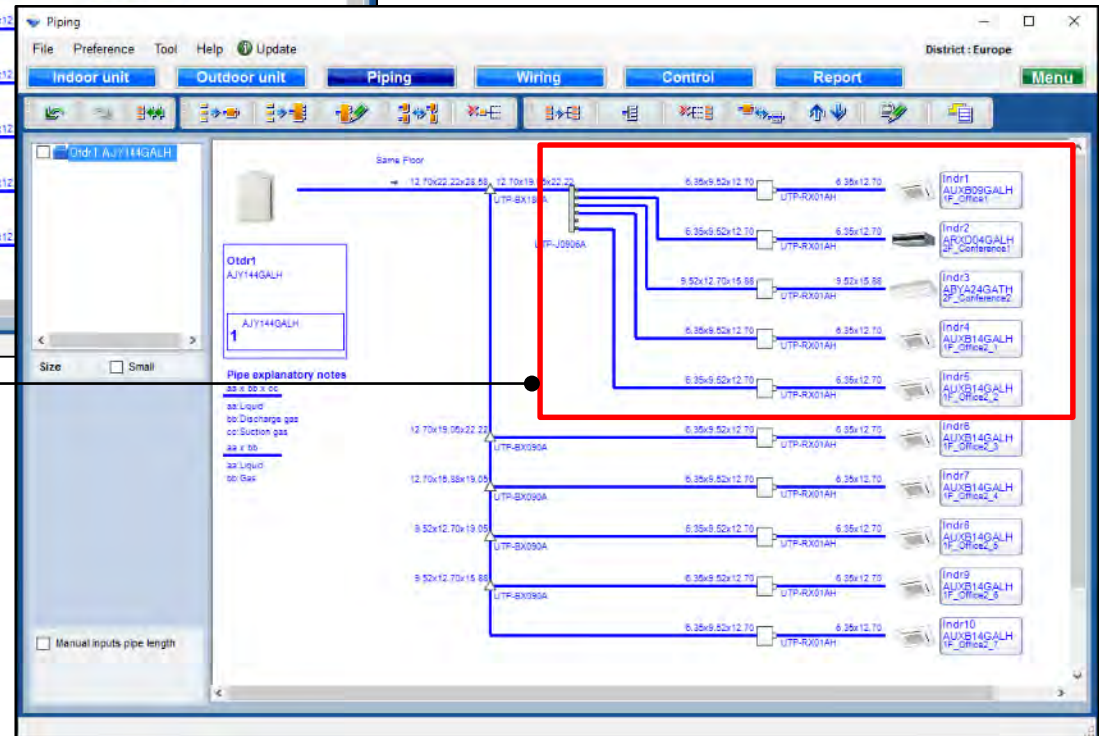 Piping
File Preference Tool Help Update District : Europe
Indoor unit Outdoor unit Piping Wiring Control Report Menu
Otdr1 AJY144GALH
Size Small
Manual inputs pipe length
Same Floor
12.70x22.22x28.58 12.70x19.05x22.22
UTP-BX180A
UTP-J0906A
Otdr1
AJY144GALH
AJY144GALH
1
Pipe explanatory notes
aa x bb x cc
aa:Liquid
bb:Discharge gas
cc:Suction gas
aa x bb
aa:Liquid
bb:Gas
6.35x9.52x12.70 6.35x12.70
UTP-RX01AH
Indr1
AUXB09GALH
1F_Office1
6.35x9.52x12.70 6.35x12.70
UTP-RX01AH
Indr2
ARXD04GALH
2F_Conference1
9.52x12.70x15.88 9.52x15.88
UTP-RX01AH
Indr3
ABYA24GATH
2F_Conference2
6.35x9.52x12.70 6.35x12.70
UTP-RX01AH
Indr4
AUXB14GALH
1F_Office2_1
6.35x9.52x12.70 6.35x12.70
UTP-RX01AH
Indr5
AUXB14GALH
1F_Office2_2
12.70x19.05x22.22
UTP-BX090A
6.35x9.52x12.70 6.35x12.70
UTP-RX01AH
Indr6
AUXB14GALH
1F_Office2_3
12.70x15.88x19.05
UTP-BX090A
6.35x9.52x12.70 6.35x12.70
UTP-RX01AH
Indr7
AUXB14GALH
1F_Office2_4
9.52x12.70x19.05
UTP-BX090A
6.35x9.52x12.70 6.35x12.70
UTP-RX01AH
Indr8
AUXB14GALH
1F_Office2_5
9.52x12.70x15.88
UTP-BX090A
6.35x9.52x12.70 6.35x12.70
UTP-RX01AH
Indr9
AUXB14GALH
1F_Office2_6
6.35x9.52x12.70 6.35x12.70
UTP-RX01AH
Indr10
AUXB14GALH
1F_Office2_7